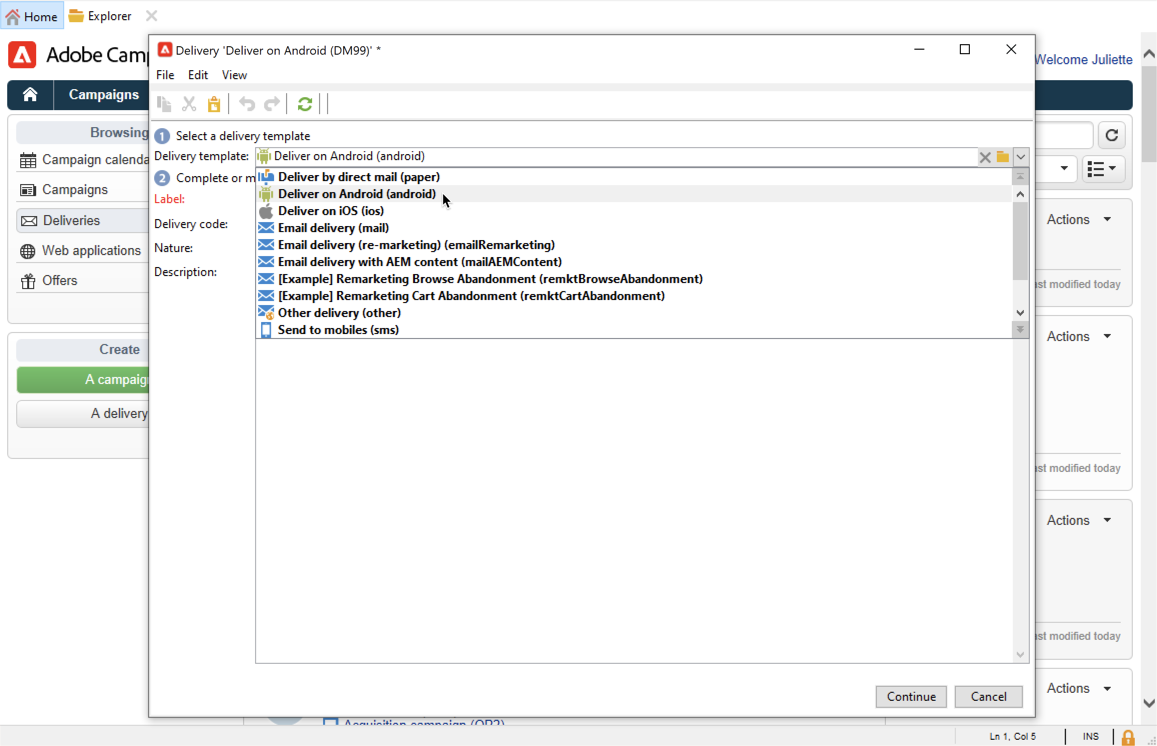 Home Explorer
Adobe Camp
Welcome Juliette
Delivery 'Deliver on Android (DM99)' *
File Edit View
Campaigns
Browsing
Campaign calenda
Campaigns
Deliveries
Web applications
Offers
Create
A campaig
A delivery
1 Select a delivery template
Delivery template: Deliver on Android (android)
2 Complete or m
Label:
Delivery code:
Nature:
Description:
Deliver by direct mail (paper)
Deliver on Android (android)
Deliver on iOS (ios)
Email delivery (mail)
Email delivery (re-marketing) (emailRemarketing)
Email delivery with AEM content (mailAEMContent)
[Example] Remarketing Browse Abandonment (remktBrowseAbandonment)
[Example] Remarketing Cart Abandonment (remktCartAbandonment)
Other delivery (other)
Send to mobiles (sms)
Continue Cancel
Actions
ast modified today
Actions
ast modified today
Actions
ast modified today
Actions
Acquisition campaign (OP2)
Ln 1, Col 5 INS